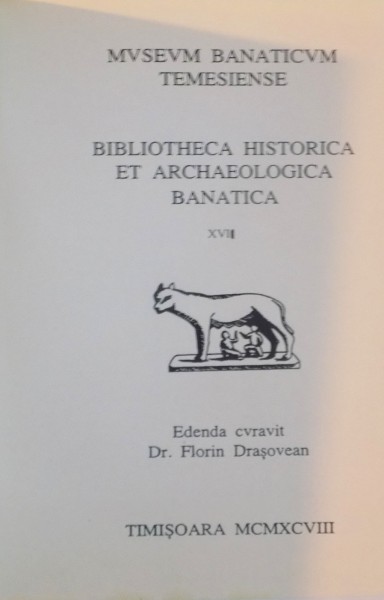 MVSEVM BANATICVM
TEMESIENSE
BIBLIOTHECA HISTORICA
ET ARCHAEOLOGICA
BANATICA
XVII
Edenda cvravit
Dr. Florin Drașovean
TIMIȘOARA MCMXCVIII